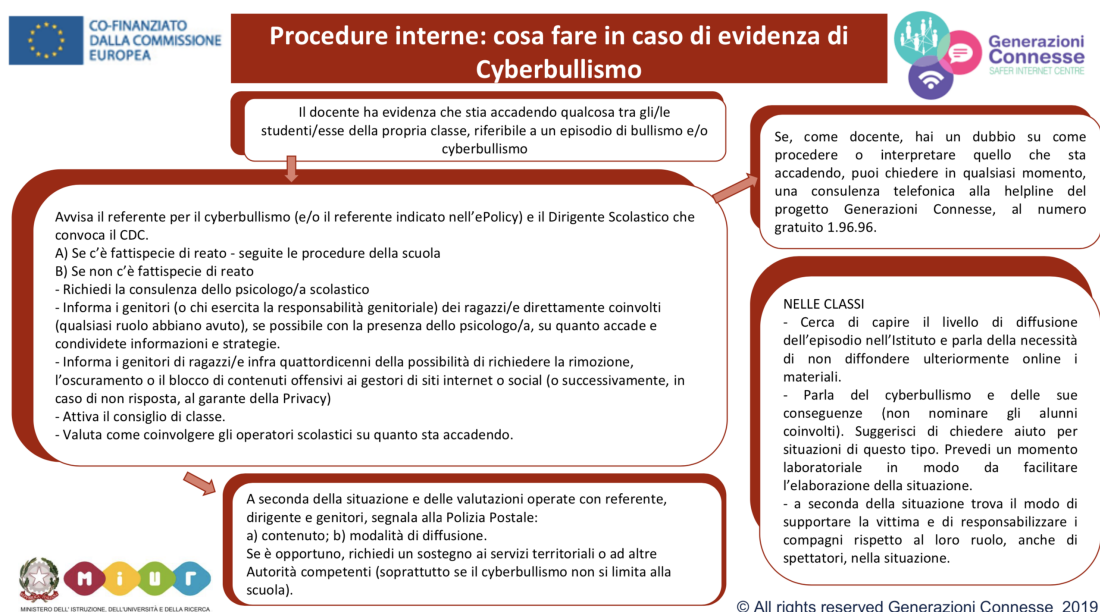 CO-FINANZIATO
DALLA COMMISSIONE
EUROPEA
Procedure interne: cosa fare in caso di evidenza di
Cyberbullismo
Generazioni
Connesse
SAFER INTERNET CENTRE
Il docente ha evidenza che stia accadendo qualcosa tra gli/le
studenti/esse della propria classe, riferibile a un episodio di bullismo e/o
cyberbullismo
Se, come docente, hai un dubbio su come
procedere o interpretare quello che sta
accadendo, puoi chiedere in qualsiasi momento,
una consulenza telefonica alla helpline del
progetto Generazioni Connesse, al numero
gratuito 1.96.96.
Avvisa il referente per il cyberbullismo (e/o il referente indicato nell'ePolicy) e il Dirigente Scolastico che
convoca il CDC.
A) Se c'è fattispecie di reato - seguite le procedure della scuola
B) Se non c'è fattispecie di reato
- Richiedi la consulenza dello psicologo/a scolastico
- Informa i genitori (o chi esercita la responsabilità genitoriale) dei ragazzi/e direttamente coinvolti
(qualsiasi ruolo abbiano avuto), se possibile con la presenza dello psicologo/a, su quanto accade e
condividete informazioni e strategie.
- Informa i genitori di ragazzi/e infra quattordicenni della possibilità di richiedere la rimozione,
l'oscuramento o il blocco di contenuti offensivi ai gestori di siti internet o social (o successivamente, in
caso di non risposta, al garante della Privacy)
- Attiva il consiglio di classe.
- Valuta come coinvolgere gli operatori scolastici su quanto sta accadendo.
NELLE CLASSI
- Cerca di capire il livello di diffusione
dell'episodio nell'Istituto e parla della necessità
di non diffondere ulteriormente online i
materiali.
- Parla del cyberbullismo e delle sue
conseguenze (non nominare gli alunni
coinvolti). Suggerisci di chiedere aiuto per
situazioni di questo tipo. Prevedi un momento
laboratoriale in modo da facilitare
l'elaborazione della situazione.
- a seconda della situazione trova il modo di
supportare la vittima e di responsabilizzare i
compagni rispetto al loro ruolo, anche di
spettatori, nella situazione.
A seconda della situazione e delle valutazioni operate con referente,
dirigente e genitori, segnala alla Polizia Postale:
a) contenuto; b) modalità di diffusione.
Se è opportuno, richiedi un sostegno ai servizi territoriali o ad altre
Autorità competenti (soprattutto se il cyberbullismo non si limita alla
scuola).
MIUR
MINISTERO DELL' ISTRUZIONE, DELL'UNIVERSITÀ E DELLA RICERCA
© All rights reserved Generazioni Connesse 2019